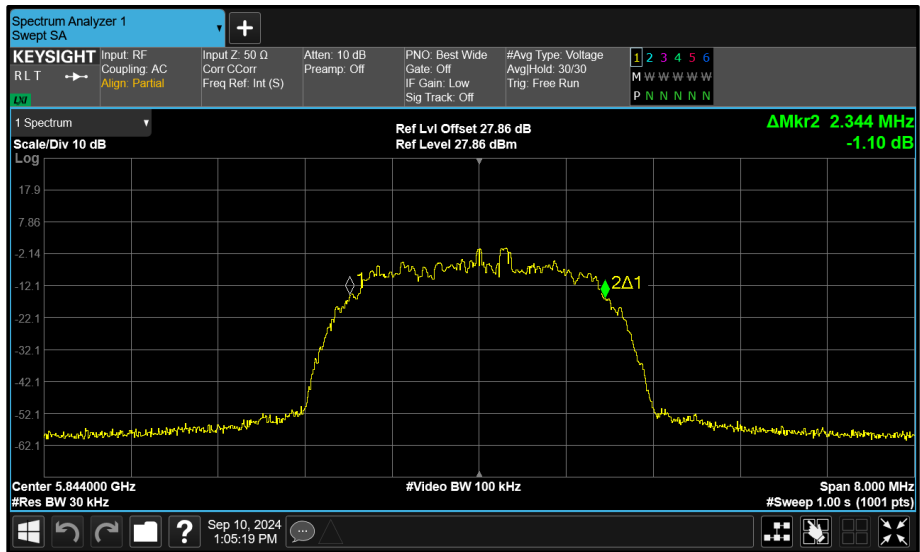 Spectrum Analyzer 1
Swept SA
KEYSIGHT
R L T
LXI
Input: RF
Coupling: AC
Align: Partial
Input Z: 50 Ω
Corr CCorr
Freq Ref: Int (S)
Atten: 10 dB
Preamp: Off
PNO: Best Wide
Gate: Off
IF Gain: Low
Sig Track: Off
#Avg Type: Voltage
Avg|Hold: 30/30
Trig: Free Run
1 2 3 4 5 6
M W W W W W
P N N N N N
1 Spectrum
Scale/Div 10 dB
Log
Ref Lvl Offset 27.86 dB
Ref Level 27.86 dBm
ΔMkr2 2.344 MHz
-1.10 dB
17.9
7.86
-2.14
-12.1
-22.1
-32.1
-42.1
-52.1
-62.1
1
2Δ1
Center 5.844000 GHz
#Res BW 30 kHz
#Video BW 100 kHz
Span 8.000 MHz
#Sweep 1.00 s (1001 pts)
?
Sep 10, 2024
1:05:19 PM